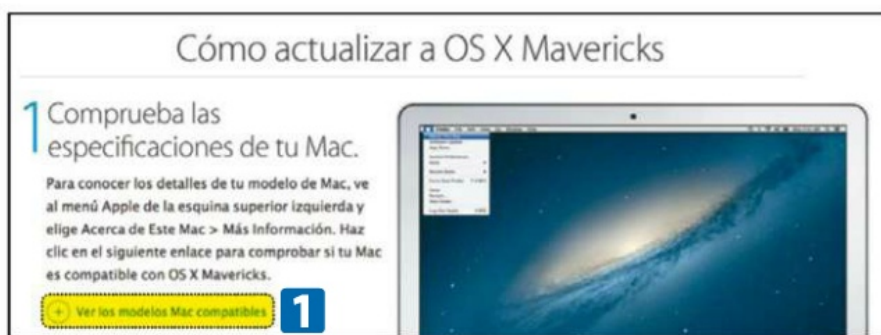 Cómo actualizar a OS X Mavericks
1 Comprueba las
especificaciones de tu Mac.
Para conocer los detalles de tu modelo de Mac, ve
al menú Apple de la esquina superior izquierda y
elige Acerca de Este Mac > Más Información. Haz
clic en el siguiente enlace para comprobar si tu Mac
es compatible con OS X Mavericks.
+ Ver los modelos Mac compatibles 1